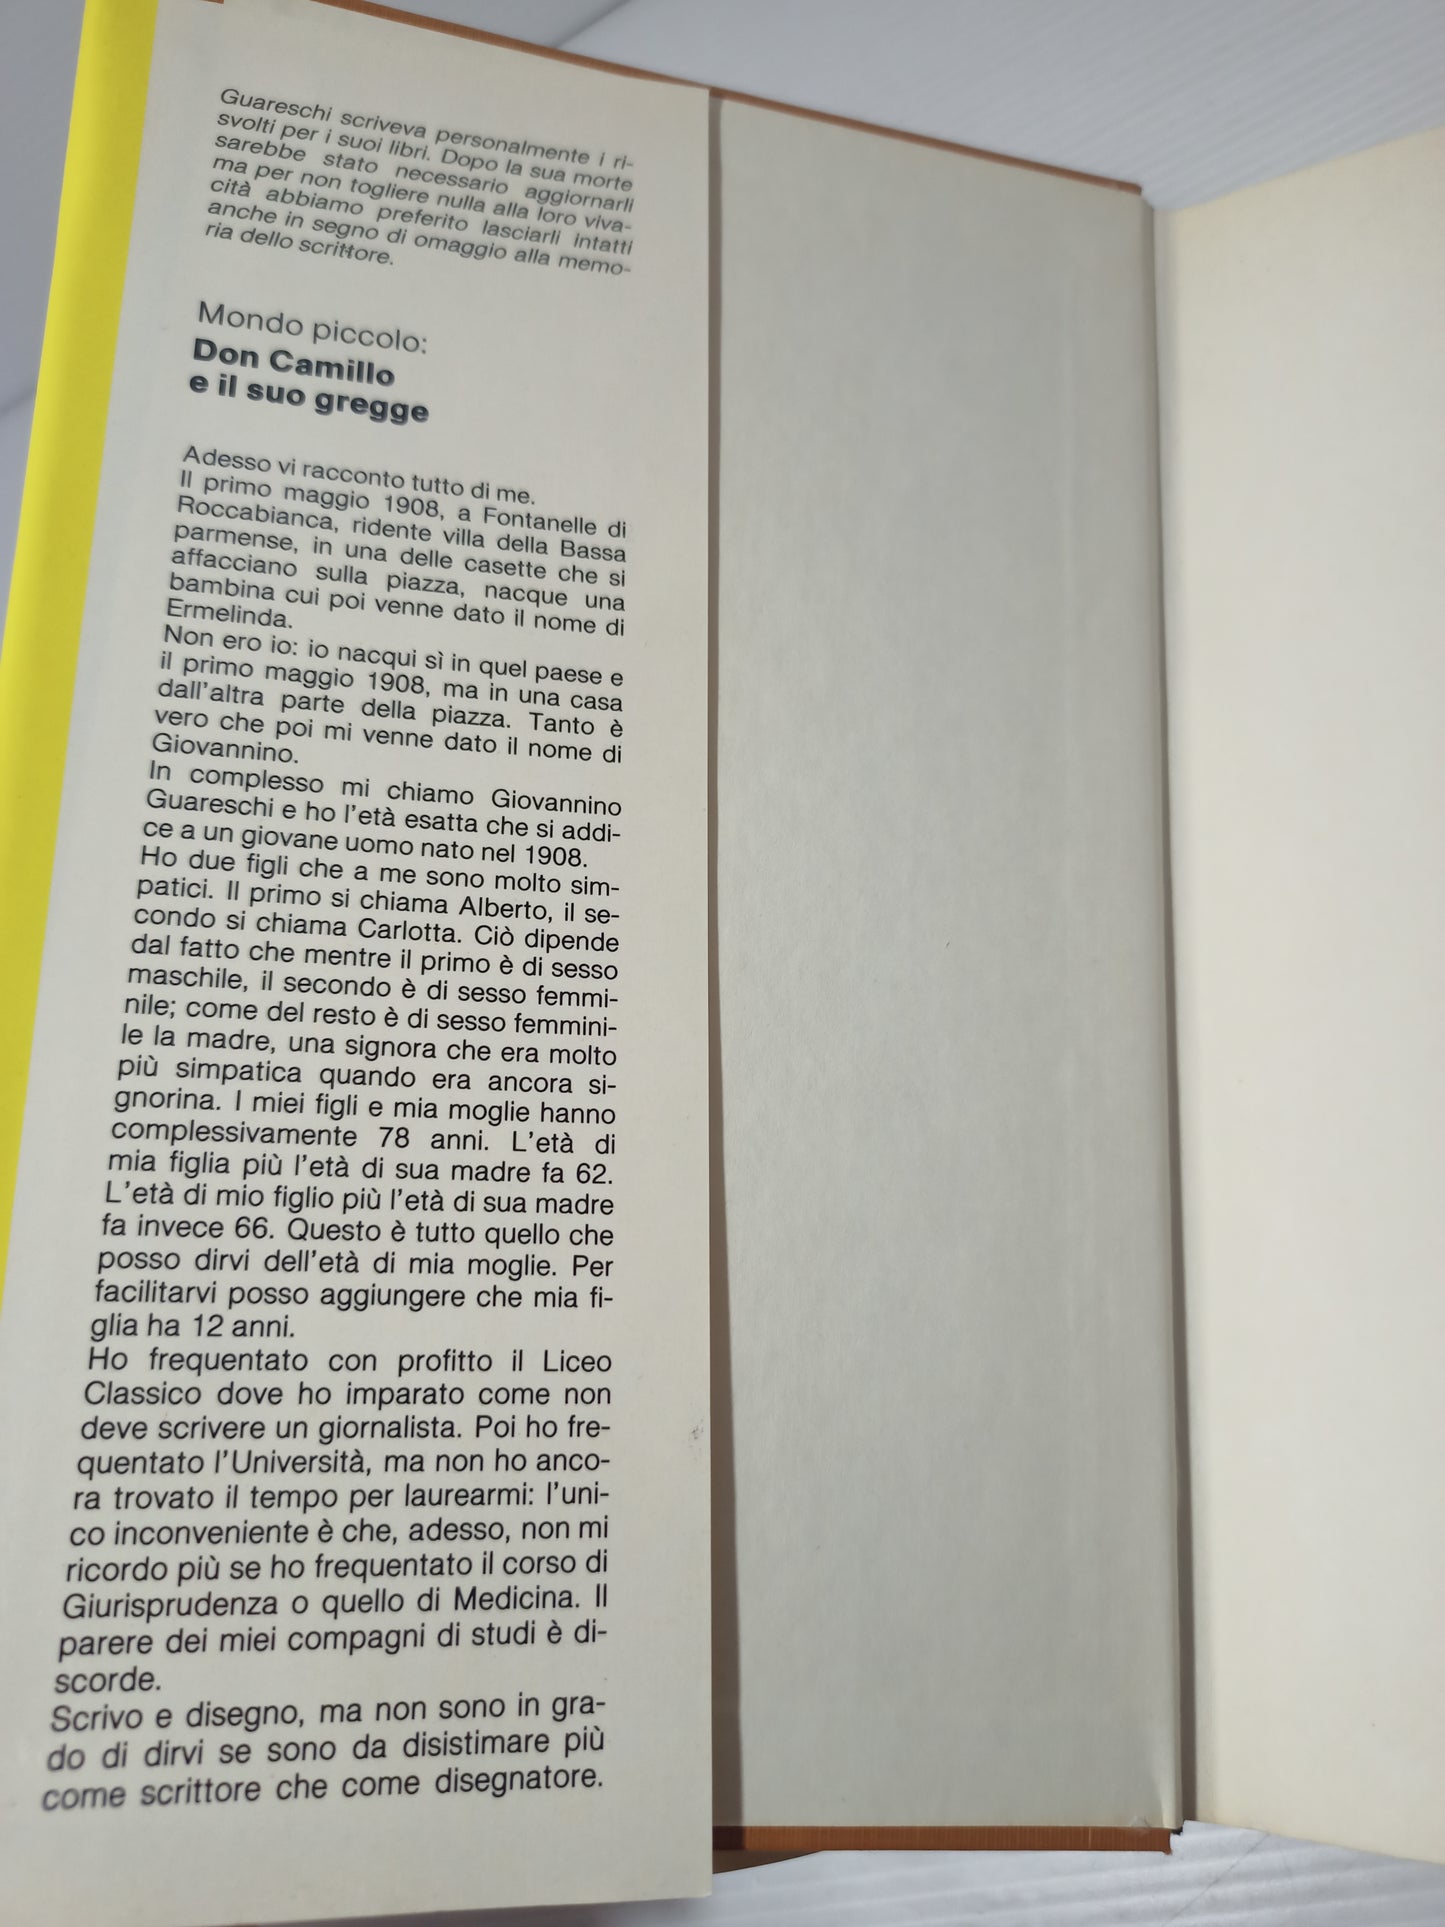 Guareschi scriveva personalmente i ri-
svolti per i suoi libri. Dopo la sua morte
sarebbe stato necessario aggiornarli
ma per non togliere nulla alla loro viva-
cità abbiamo preferito lasciarli intatti
anche in segno di omaggio alla memo-
ria dello scrittore.
Mondo piccolo:
Don Camillo
e il suo gregge
Adesso vi racconto tutto di me.
Il primo maggio 1908, a Fontanelle di
Roccabianca, ridente villa della Bassa
parmense, in una delle casette che si
affacciano sulla piazza, nacque una
bambina cui poi venne dato il nome di
Ermelinda.
Non ero io: io nacqui sì in quel paese e
il primo maggio 1908, ma in una casa
dall'altra parte della piazza. Tanto è
vero che poi mi venne dato il nome di
Giovannino.
In complesso mi chiamo Giovannino
Guareschi e ho l'età esatta che si addi-
ce a un giovane uomo nato nel 1908.
Ho due figli che a me sono molto sim-
patici. Il primo si chiama Alberto, il se-
condo si chiama Carlotta. Ciò dipende
dal fatto che mentre il primo è di sesso
maschile, il secondo è di sesso femmi-
nile; come del resto è di sesso femmini-
le la madre, una signora che era molto
più simpatica quando era ancora si-
gnorina. I miei figli e mia moglie hanno
complessivamente 78 anni. L'età di
mia figlia più l'età di sua madre fa 62.
L'età di mio figlio più l'età di sua madre
fa invece 66. Questo è tutto quello che
posso dirvi dell'età di mia moglie. Per
facilitarvi posso aggiungere che mia fi-
glia ha 12 anni.
Ho frequentato con profitto il Liceo
Classico dove ho imparato come non
deve scrivere un giornalista. Poi ho fre-
quentato l'Università, ma non ho anco-
ra trovato il tempo per laurearmi: l'uni-
co inconveniente è che, adesso, non mi
ricordo più se ho frequentato il corso di
Giurisprudenza o quello di Medicina. Il
parere dei miei compagni di studi è di-
scorde.
Scrivo e disegno, ma non sono in gra-
do di dirvi se sono da disistimare più
come scrittore che come disegnatore.